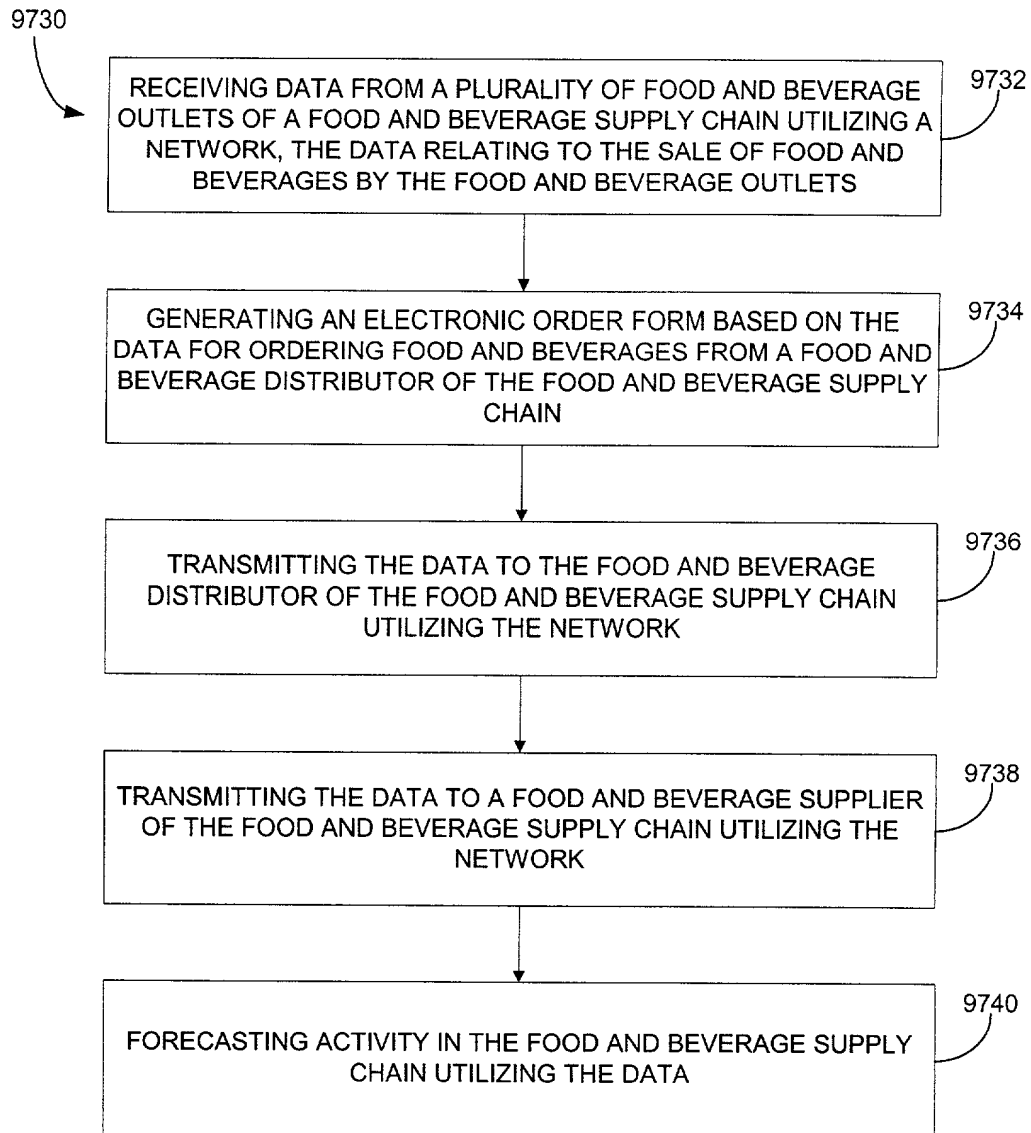 9730
RECEIVING DATA FROM A PLURALITY OF FOOD AND BEVERAGE
OUTLETS OF A FOOD AND BEVERAGE SUPPLY CHAIN UTILIZING A
NETWORK, THE DATA RELATING TO THE SALE OF FOOD AND
BEVERAGES BY THE FOOD AND BEVERAGE OUTLETS
9732
GENERATING AN ELECTRONIC ORDER FORM BASED ON THE
DATA FOR ORDERING FOOD AND BEVERAGES FROM A FOOD AND
BEVERAGE DISTRIBUTOR OF THE FOOD AND BEVERAGE SUPPLY
CHAIN
9734
TRANSMITTING THE DATA TO THE FOOD AND BEVERAGE
DISTRIBUTOR OF THE FOOD AND BEVERAGE SUPPLY CHAIN
UTILIZING THE NETWORK
9736
TRANSMITTING THE DATA TO A FOOD AND BEVERAGE SUPPLIER
OF THE FOOD AND BEVERAGE SUPPLY CHAIN UTILIZING THE
NETWORK
9738
FORECASTING ACTIVITY IN THE FOOD AND BEVERAGE SUPPLY
CHAIN UTILIZING THE DATA
9740